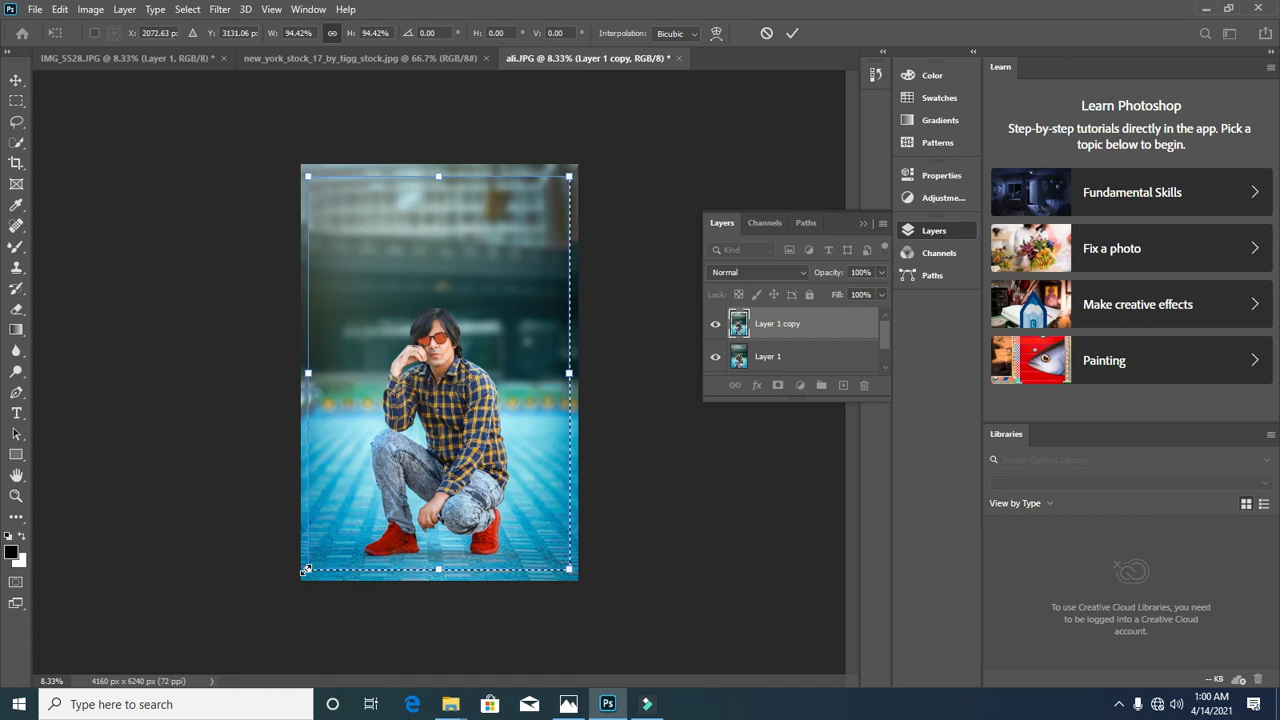 Ps File Edit Image Layer Type Select Filter 3D View Window Help
X: 2072.63 px Y: 3131.06 px W: 94.42% H: 94.42% 0.00 ° H: 0.00 ° V: 0.00 ° Interpolation: Bicubic
IMG_5528.JPG @ 8.33% (Layer 1, RGB/8) * × new_york_stock_17_by_tigg_stock.jpg @ 66.7% (RGB/8#) × ali.JPG @ 8.33% (Layer 1 copy, RGB/8) * ×
Color
Swatches
Gradients
Patterns
Properties
Adjustme...
Layers
Channels
Paths
Layers Channels Paths
Kind
Normal Opacity: 100%
Lock: Fill: 100%
Layer 1 copy
Layer 1
Learn
Learn Photoshop
Step-by-step tutorials directly in the app. Pick a
topic below to begin.
Fundamental Skills
Fix a photo
Make creative effects
Painting
Libraries
Search Current Library
View by Type
To use Creative Cloud Libraries, you need
to be logged into a Creative Cloud
account.
-- KB
8.33% 4160 px x 6240 px (72 ppi)
Type here to search
Ps
1:00 AM
4/14/2021